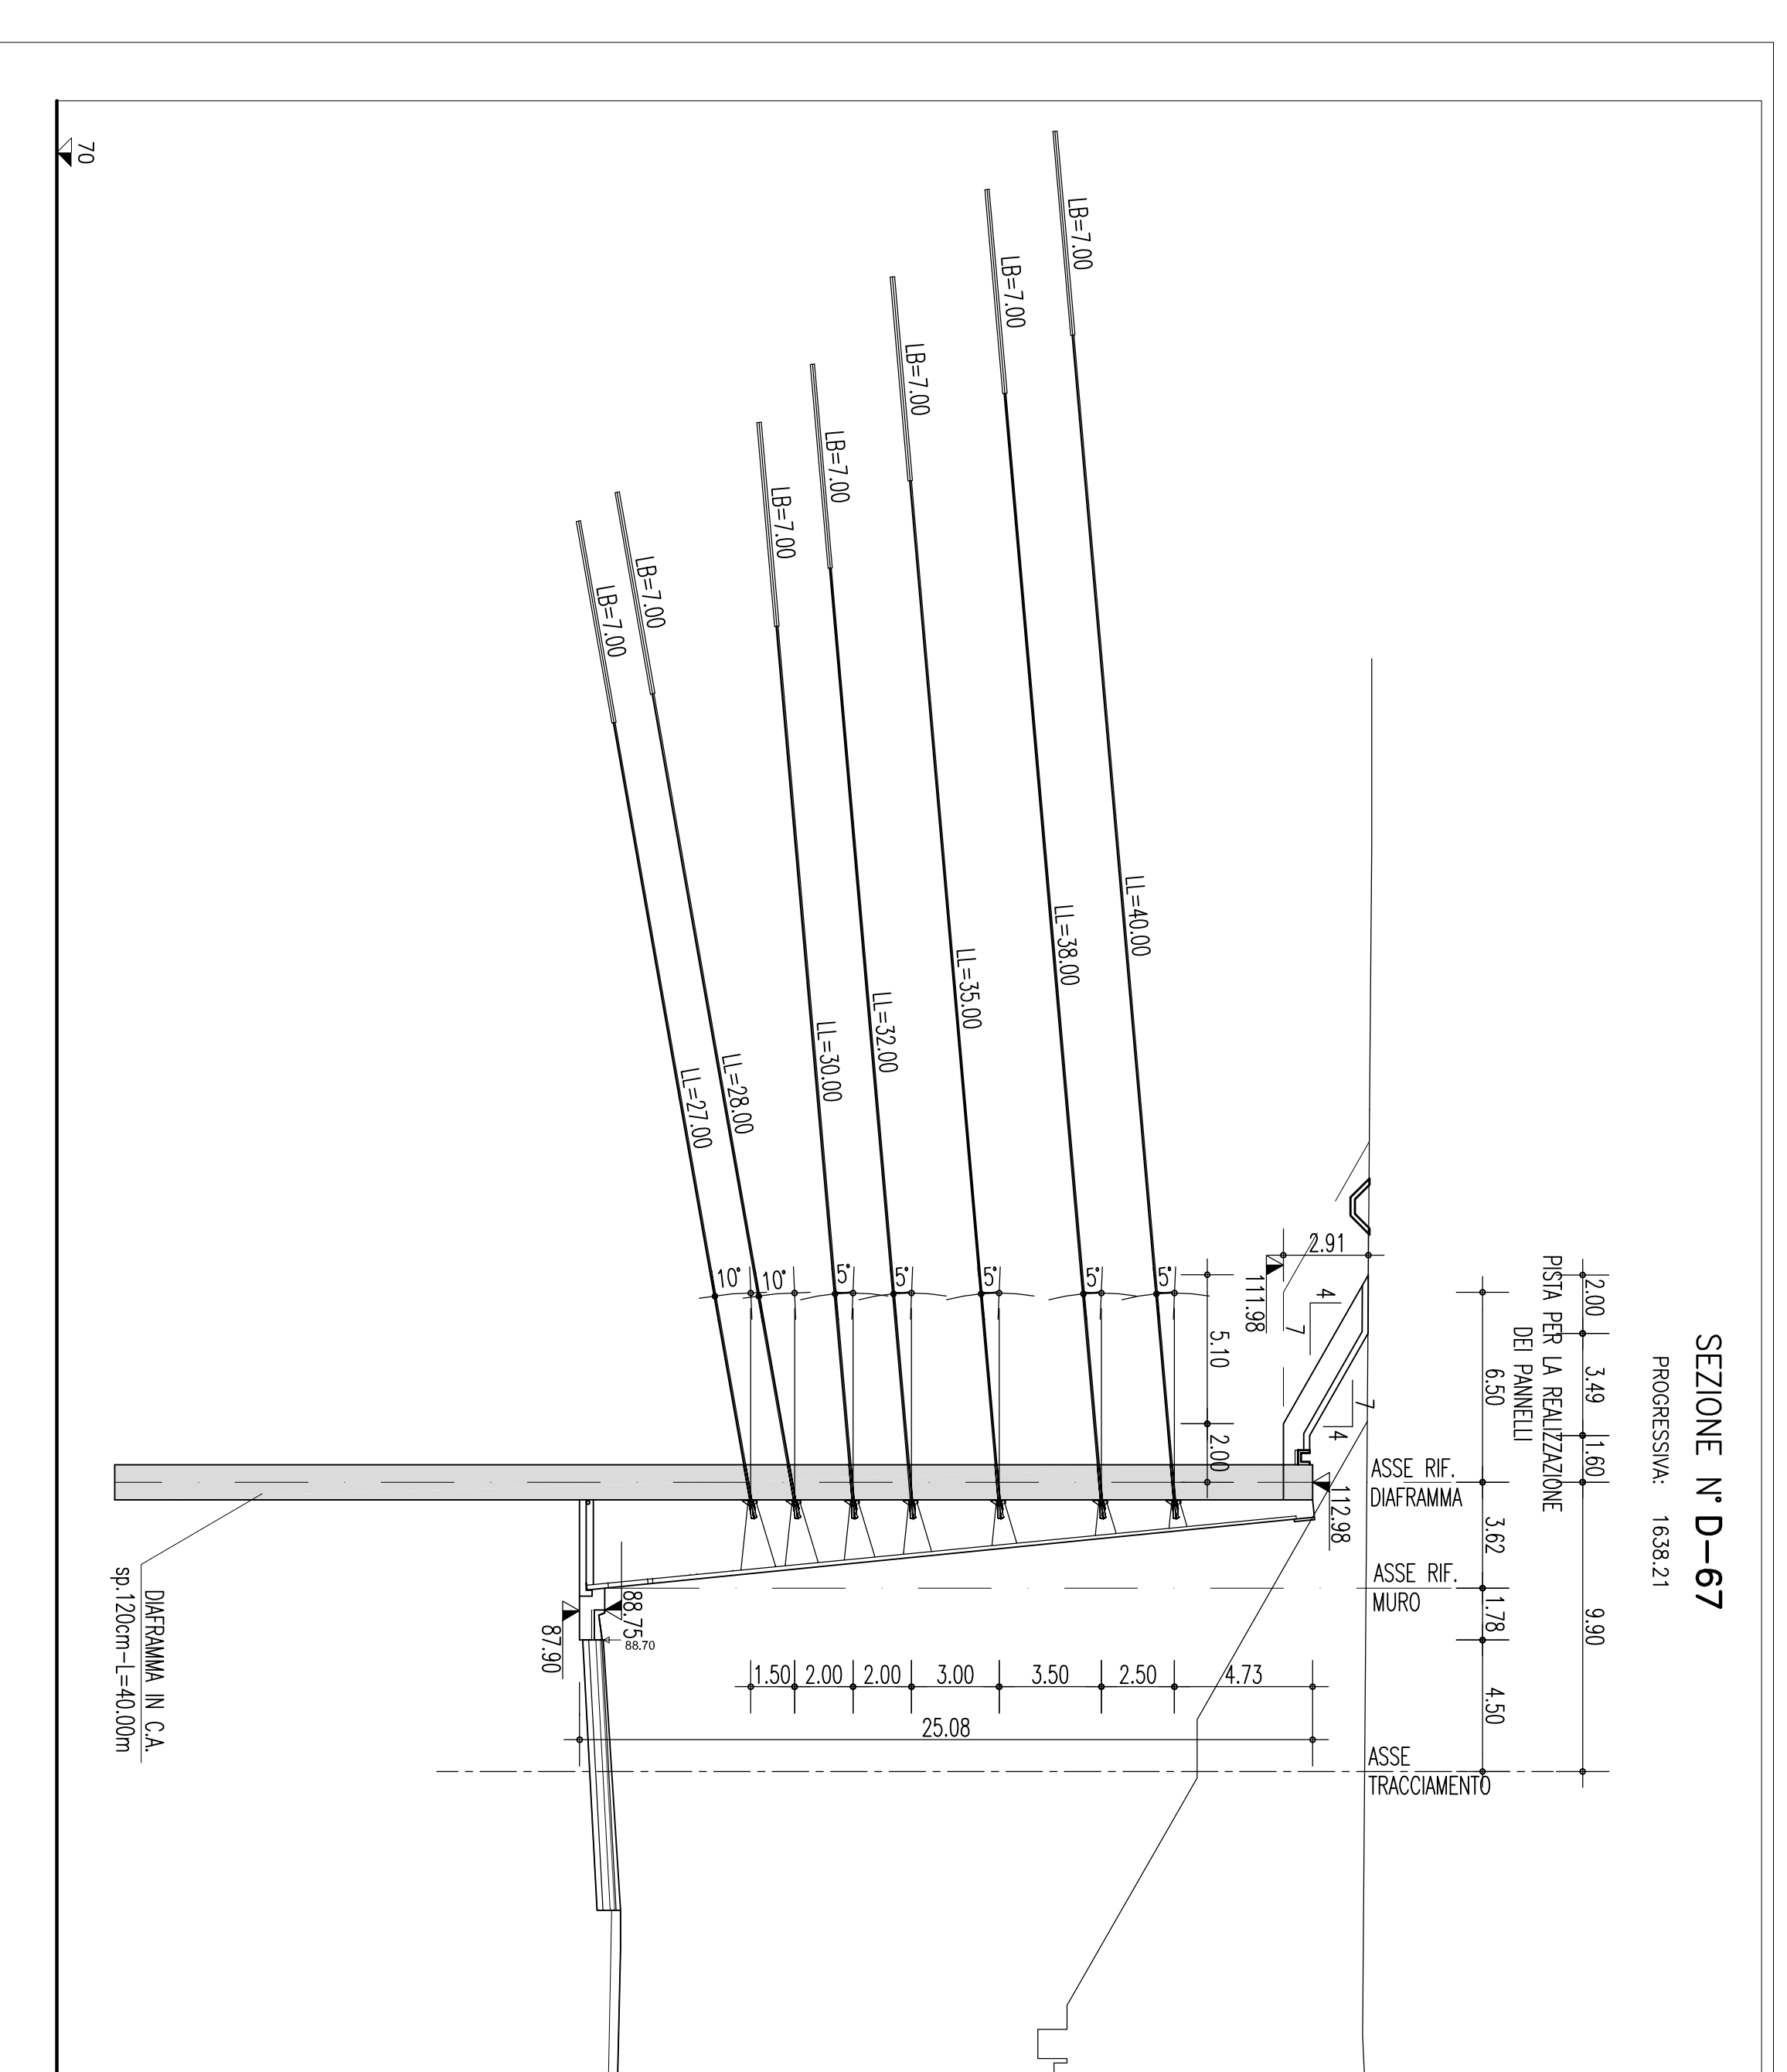 SEZIONE N° D-67
PROGRESSIVA: 1638.21
2.00
3.49
1.60
9.90
PISTA PER LA REALIZZAZIONE
DEI PANNELLI
6.50
3.62
1.78
4.50
ASSE RIF.
DIAFRAMMA
ASSE RIF.
MURO
ASSE
TRACCIAMENTO
2.91
111.98
4
7
7
4
112.98
5.10
2.00
LB=7.00
LL=40.00
5°
LB=7.00
LL=38.00
5°
LB=7.00
LL=35.00
5°
LB=7.00
LL=32.00
5°
LB=7.00
LL=30.00
5°
LB=7.00
LL=28.00
10°
LB=7.00
LL=27.00
10°
4.73
2.50
3.50
3.00
2.00
2.00
1.50
25.08
88.75
88.70
87.90
DIAFRAMMA IN C.A.
sp.120cm-L=40.00m
70